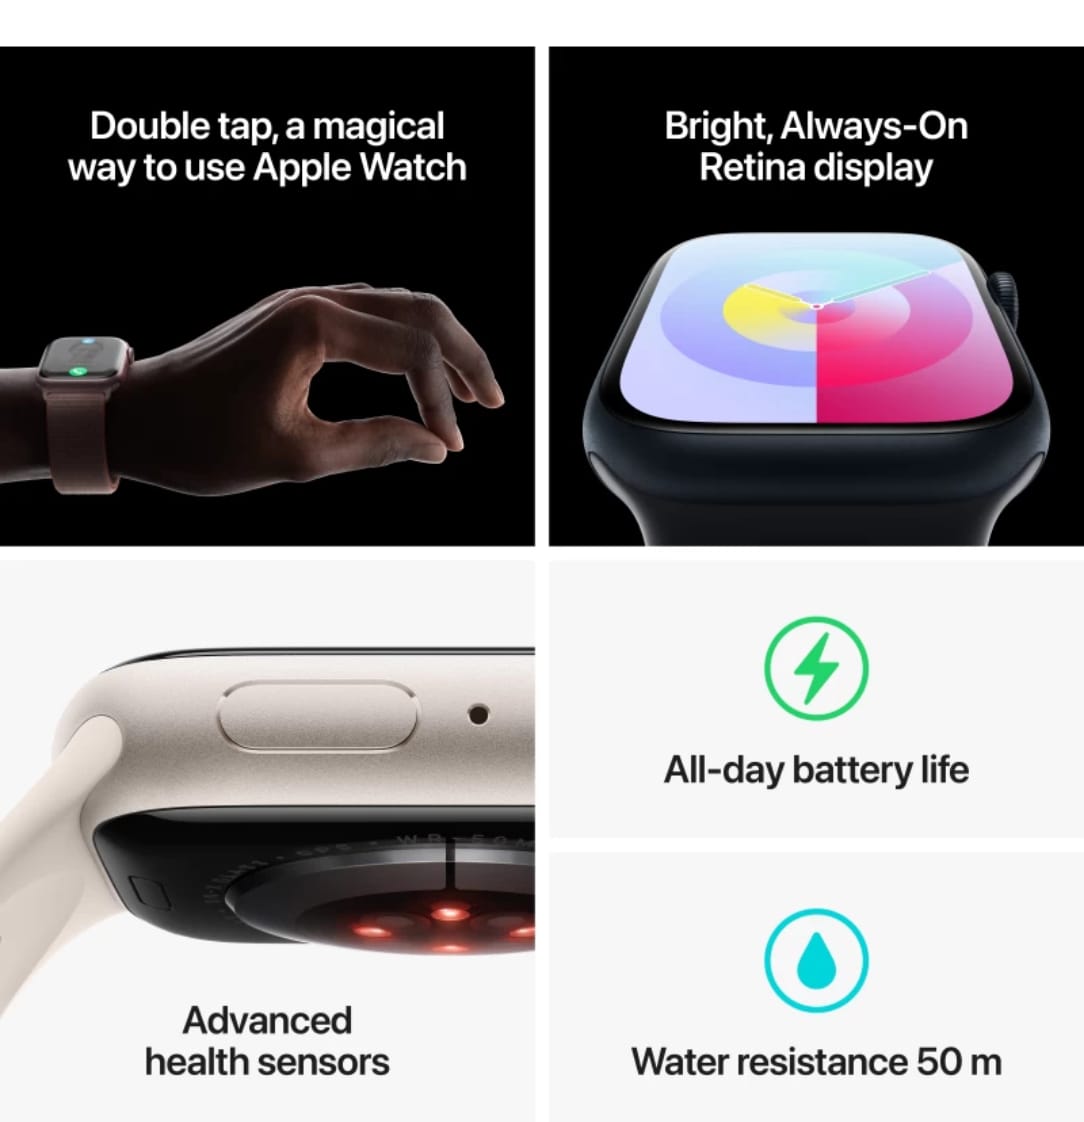 Double tap, a magical
way to use Apple Watch
Bright, Always-On
Retina display
All-day battery life
Advanced
health sensors
Water resistance 50 m